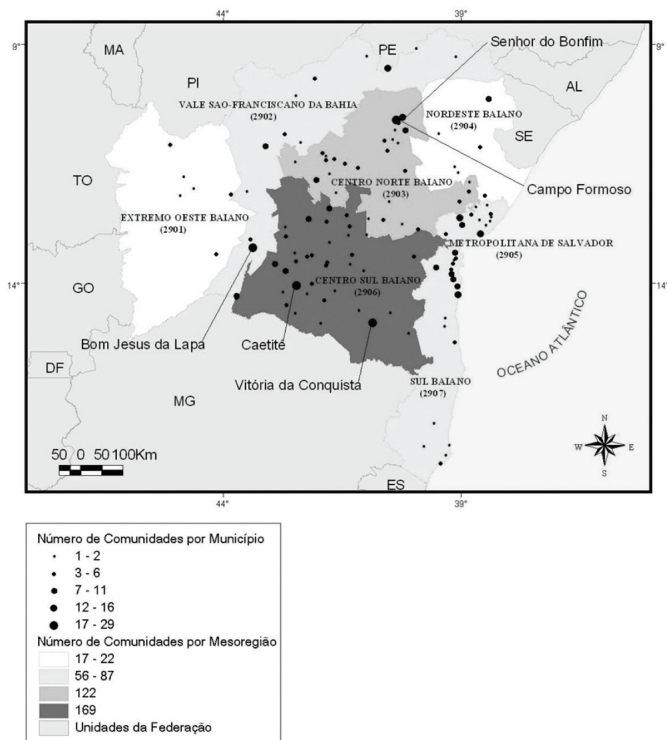 44°
39°
9°
9°
MA
PE
Senhor do Bonfim
PI
AL
VALE SAO-FRANCISCANO DA BAHIA
(2902)
NORDESTE BAIANO
(2904)
SE
TO
CENTRO NORTE BAIANO
(2903)
Campo Formoso
EXTREMO OESTE BAIANO
(2901)
METROPOLITANA DE SALVADOR
(2905)
14°
14°
GO
CENTRO SUL BAIANO
(2906)
Bom Jesus da Lapa
Caetité
OCEANO ATLÂNTICO
DF
Vitória da Conquista
SUL BAIANO
(2907)
MG
N
W E
S
50 0 50 100Km
ES
44°
39°
Número de Comunidades por Município
1 - 2
3 - 6
7 - 11
12 - 16
17 - 29
Número de Comunidades por Mesoregião
17 - 22
56 - 87
122
169
Unidades da Federação